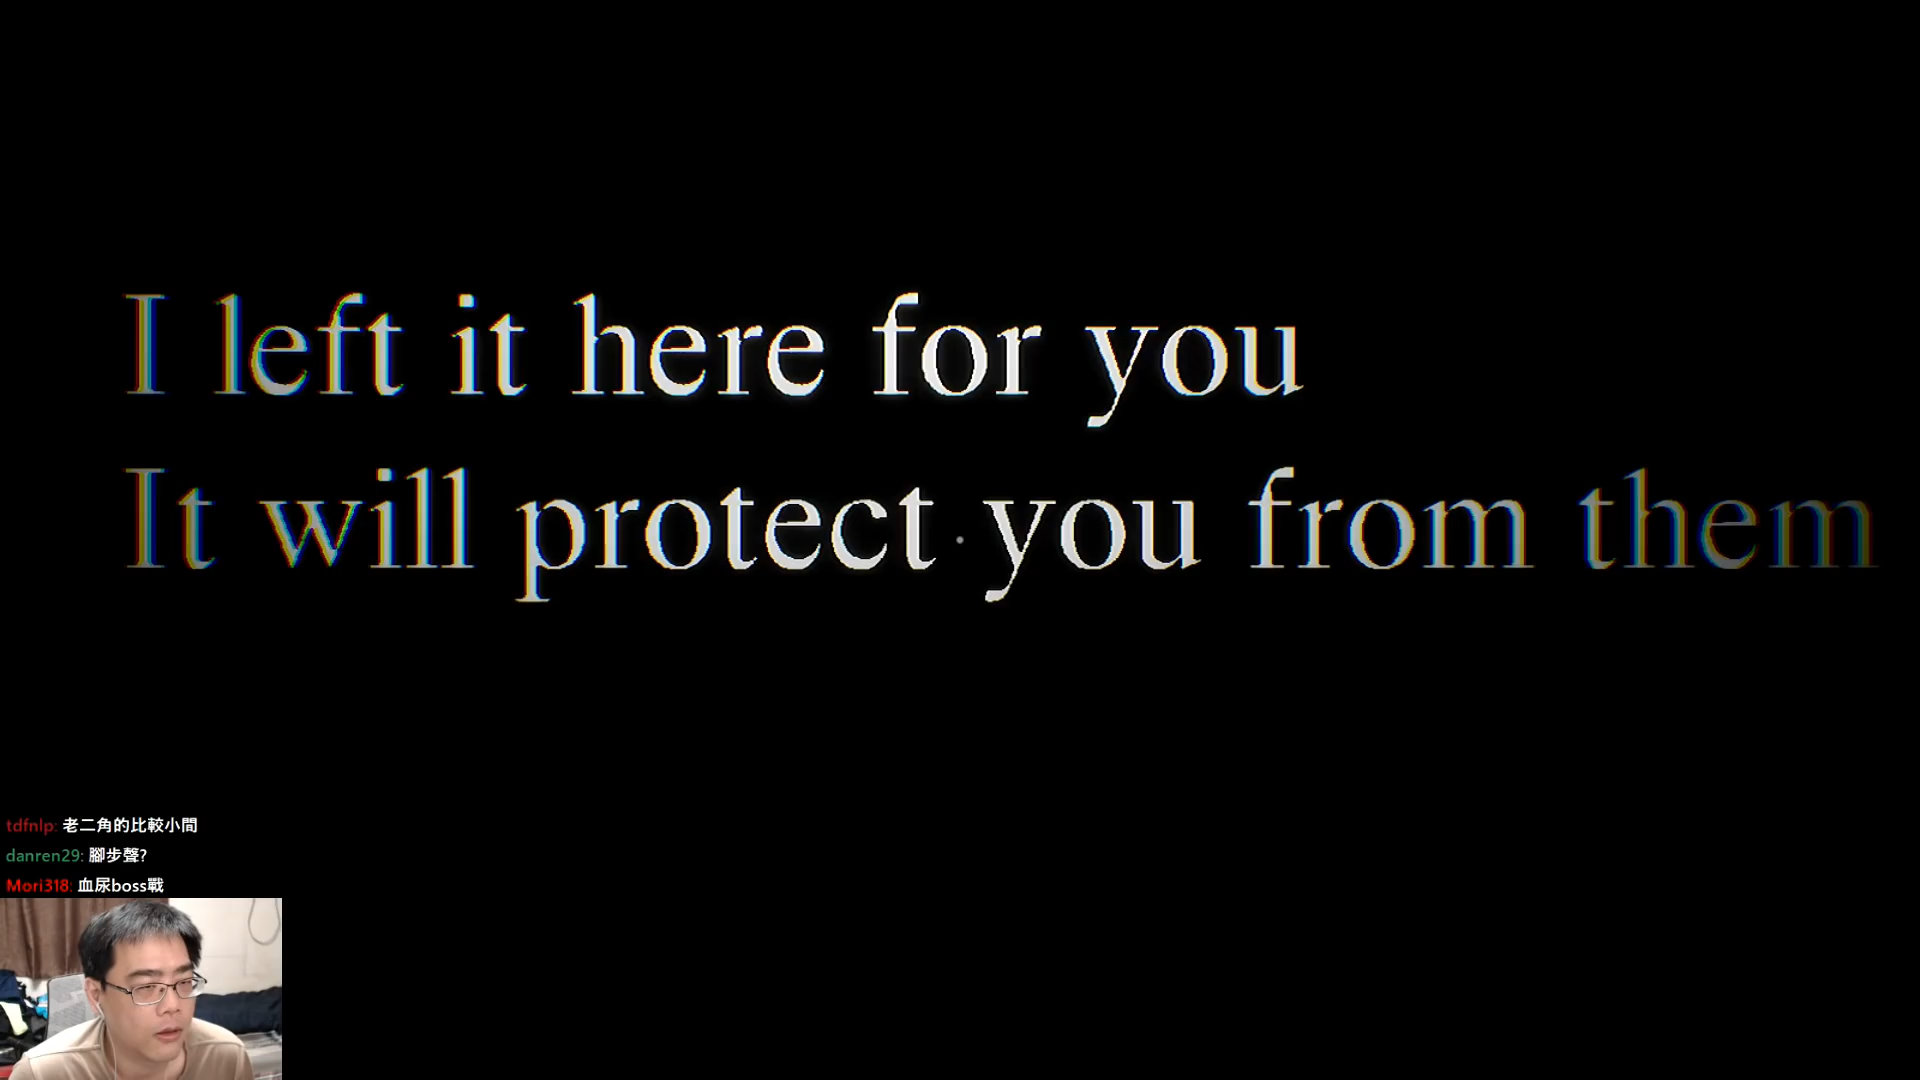 I left it here for you
It will protect you from them
tdfnlp: 老二角的比較小間
danren29: 腳步聲?
Mori318: 血尿boss戰